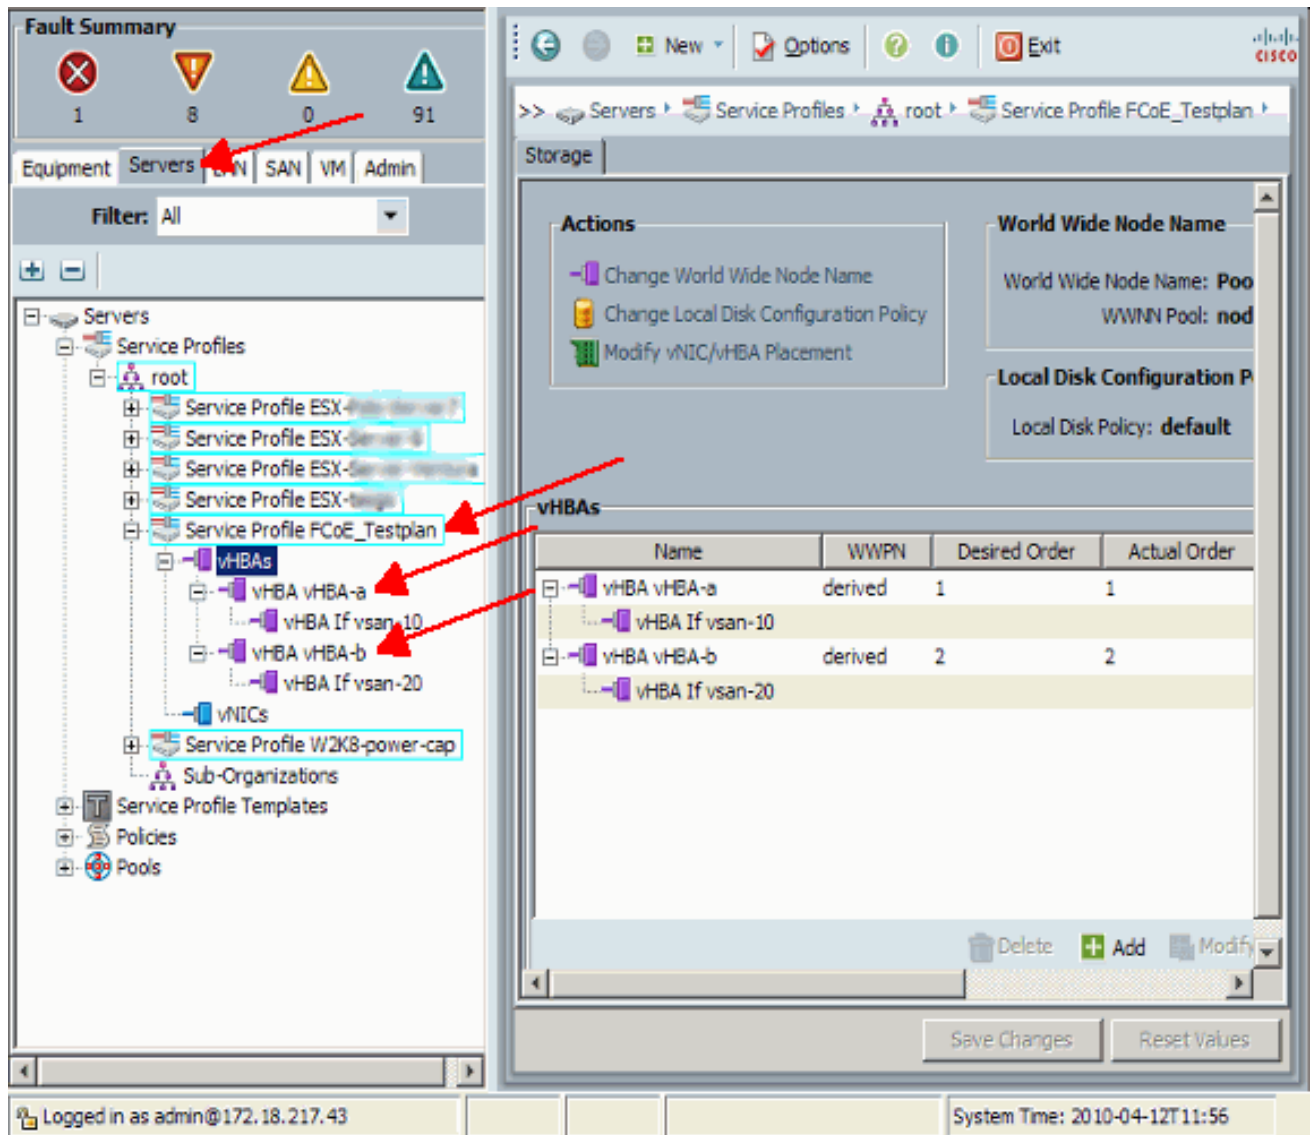 Fault Summary
1 8 0 91
Equipment Servers LAN SAN VM Admin
Filter: All
Servers
Service Profiles
root
Service Profile ESX-
Service Profile ESX-
Service Profile ESX-
Service Profile ESX-
Service Profile FCoE_Testplan
vHBAs
vHBA vHBA-a
vHBA If vsan-10
vHBA vHBA-b
vHBA If vsan-20
vNICs
Service Profile W2K8-power-cap
Sub-Organizations
Service Profile Templates
Policies
Pools
New Options Exit
CISCO
>> Servers Service Profiles root Service Profile FCoE_Testplan
Storage
Actions
Change World Wide Node Name
Change Local Disk Configuration Policy
Modify vNIC/vHBA Placement
World Wide Node Name
World Wide Node Name: Poo
WWNN Pool: nod
Local Disk Configuration P
Local Disk Policy: default
vHBAs
Name WWPN Desired Order Actual Order
vHBA vHBA-a derived 1 1
vHBA If vsan-10
vHBA vHBA-b derived 2 2
vHBA If vsan-20
Delete Add Modify
Save Changes Reset Values
Logged in as admin@172.18.217.43
System Time: 2010-04-12T11:56